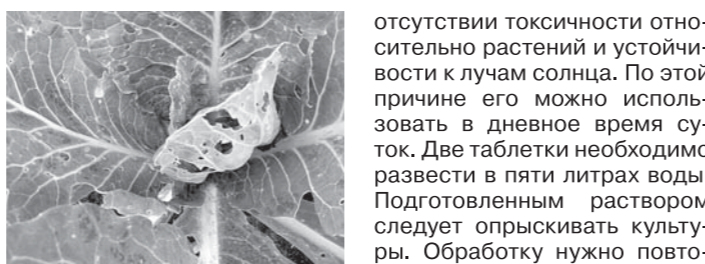 отсутствии токсичности отно-
сительно растений и устойчи-
вости к лучам солнца. По этой
причине его можно исполь-
зовать в дневное время су-
ток. Две таблетки необходимо
развести в пяти литрах воды.
Подготовленным раствором
следует опрыскивать культу-
ры. Обработку нужно повто-